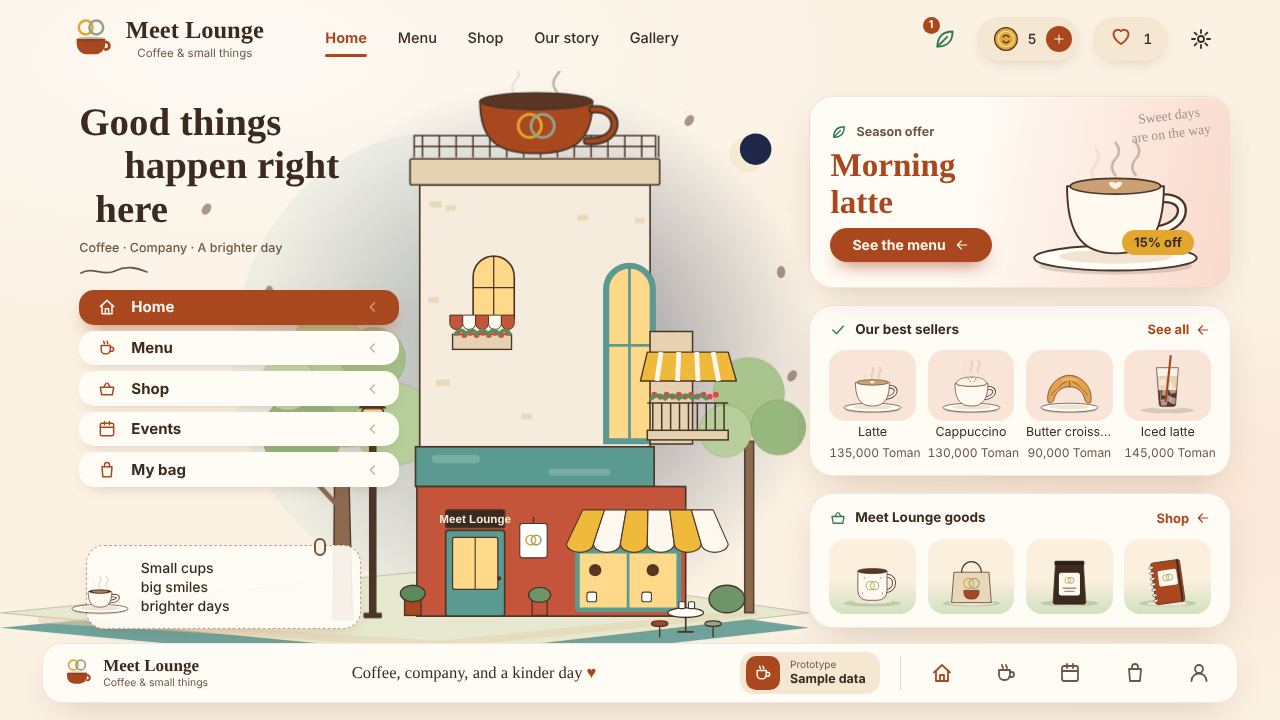 Meet Lounge
Coffee & small things
Home
Menu
Shop
Our story
Gallery
1
5
1
Good things
happen right
here
Coffee · Company · A brighter day
Home
Menu
Shop
Events
My bag
Small cups
big smiles
brighter days
Meet Lounge
Season offer
Morning
latte
See the menu
Sweet days
are on the way
15% off
Our best sellers
See all
Latte
135,000 Toman
Cappuccino
130,000 Toman
Butter croiss...
90,000 Toman
Iced latte
145,000 Toman
Meet Lounge goods
Shop
Meet Lounge
Coffee & small things
Coffee, company, and a kinder day ♥
Prototype
Sample data